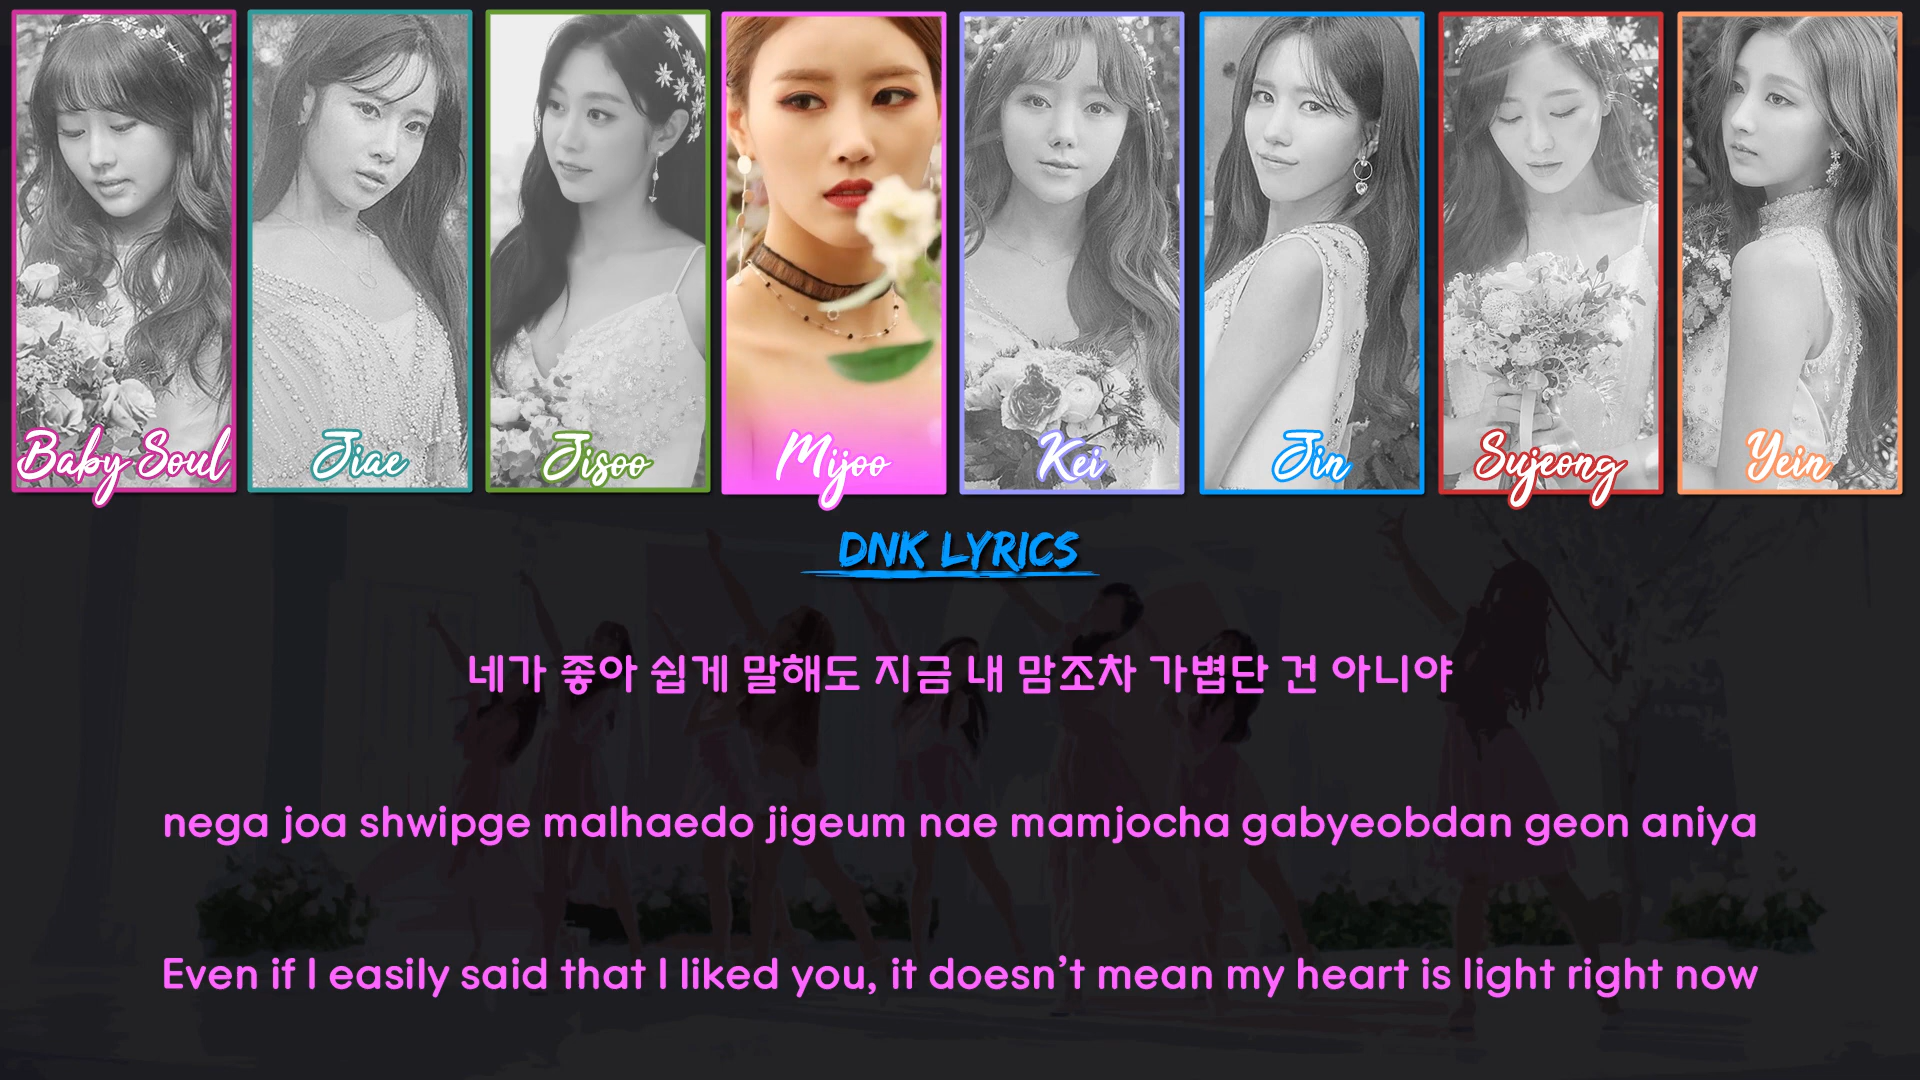 Baby Soul
Jiae
Jisoo
Mijoo
Kei
Jin
Sujeong
Yein
DNK LYRICS
네가 좋아 쉽게 말해도 지금 내 맘조차 가볍단 건 아니야
nega joa shwipge malhaedo jigeum nae mamjocha gabyeobdan geon aniya
Even if I easily said that I liked you, it doesn’t mean my heart is light right now